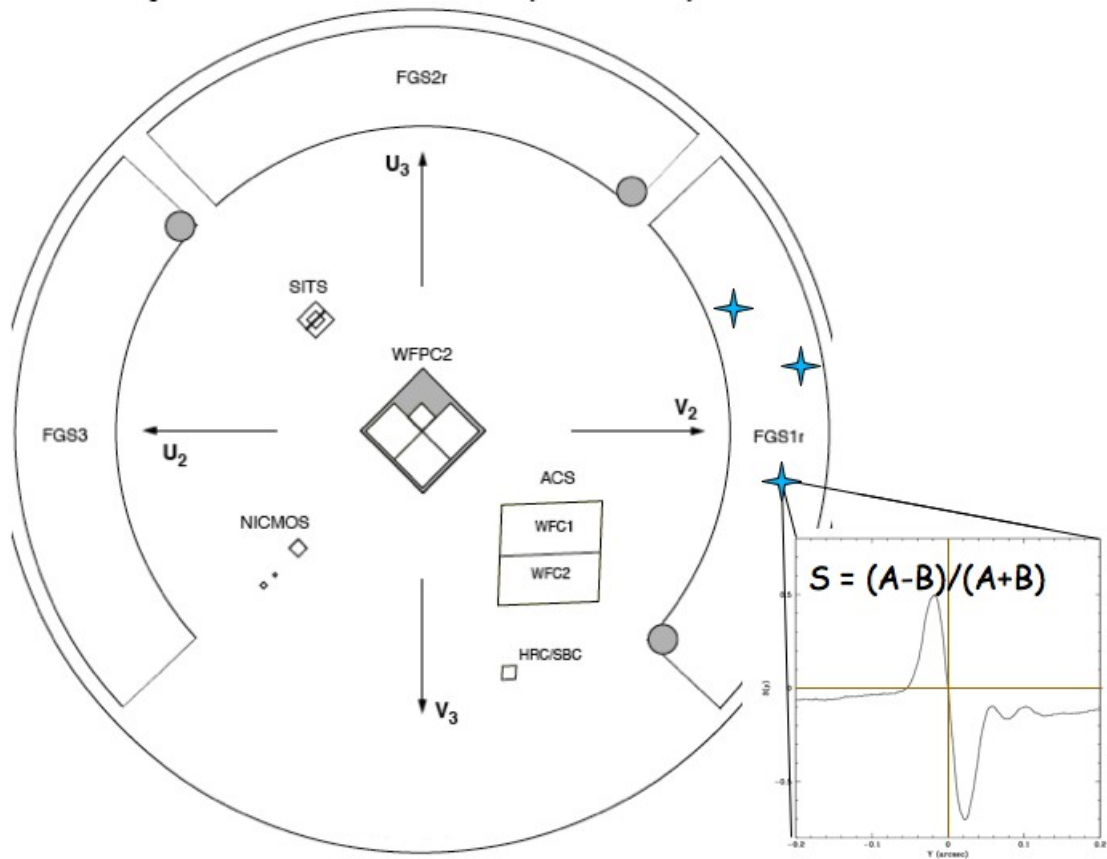 FGS2r
U3
SITS
WFPC2
FGS3
U2
V2
FGS1r
ACS
NICMOS
WFC1
WFC2
HRC/SBC
V3
S = (A-B)/(A+B)
0.5
0
-0.5
S(y)
-0.2 -0.1 0 0.1 0.2
Y (arcsec)